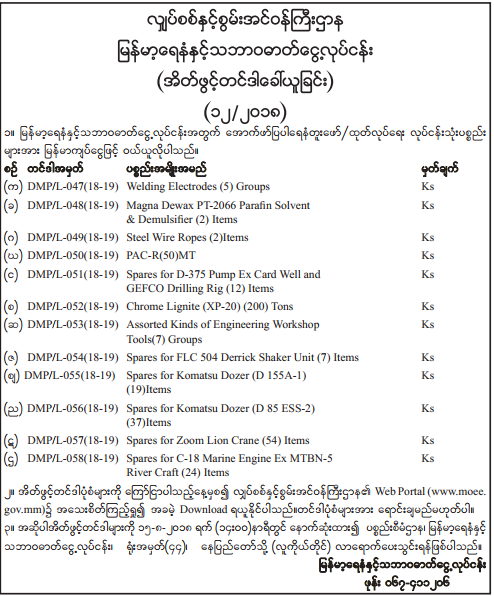 လျှပ်စစ်နှင့်စွမ်းအင်ဝန်ကြီးဌာန
မြန်မာ့ရေနံနှင့်သဘာဝဓာတ်ငွေ့လုပ်ငန်း
(အိတ်ဖွင့်တင်ဒါခေါ်ယူခြင်း)
(၁၂/၂၀၁၈)
၁။ မြန်မာ့ရေနံနှင့်သဘာဝဓာတ်ငွေ့လုပ်ငန်းအတွက် အောက်ဖော်ပြပါရေနံတူးဖော်/ထုတ်လုပ်ရေး လုပ်ငန်းသုံးပစ္စည်း
များအား မြန်မာကျပ်ငွေဖြင့် ဝယ်ယူလိုပါသည်။
စဉ် တင်ဒါအမှတ် ပစ္စည်းအမျိုးအမည် မှတ်ချက်
(က) DMP/L-047(18-19) Welding Electrodes (5) Groups Ks
(ခ) DMP/L-048(18-19) Magna Dewax PT-2066 Parafin Solvent Ks
& Demulsifier (2) Items
(ဂ) DMP/L-049(18-19) Steel Wire Ropes (2)Items Ks
(ဃ) DMP/L-050(18-19) PAC-R(50)MT Ks
(င) DMP/L-051(18-19) Spares for D-375 Pump Ex Card Well and Ks
GEFCO Drilling Rig (12) Items
(စ) DMP/L-052(18-19) Chrome Lignite (XP-20) (200) Tons Ks
(ဆ) DMP/L-053(18-19) Assorted Kinds of Engineering Workshop Ks
Tools(7) Groups
(ဇ) DMP/L-054(18-19) Spares for FLC 504 Derrick Shaker Unit (7) Items Ks
(ဈ) DMP/L-055(18-19) Spares for Komatsu Dozer (D 155A-1) Ks
(19)Items
(ည) DMP/L-056(18-19) Spares for Komatsu Dozer (D 85 ESS-2) Ks
(37)Items
(ဋ) DMP/L-057(18-19) Spares for Zoom Lion Crane (54) Items Ks
(ဌ) DMP/L-058(18-19) Spares for C-18 Marine Engine Ex MTBN-5 Ks
River Craft (24) Items
၂။ အိတ်ဖွင့်တင်ဒါပုံစံများကို ကြော်ငြာပါသည့်နေ့မှစ၍ လျှပ်စစ်နှင့်စွမ်းအင်ဝန်ကြီးဌာန၏ Web Portal (www.moee.
gov.mm)၌ အသေးစိတ်ကြည့်ရှု၍ အခမဲ့ Download ရယူနိုင်ပါသည်။တင်ဒါပုံစံများအား ရောင်းချမည်မဟုတ်ပါ။
၃။ အဆိုပါအိတ်ဖွင့်တင်ဒါများကို ၁၅-၈-၂၀၁၈ ရက် (၁၄:၀၀)နာရီတွင် နောက်ဆုံးထား၍ ပစ္စည်းစီမံဌာန၊ မြန်မာ့ရေနံနှင့်
သဘာဝဓာတ်ငွေ့လုပ်ငန်း၊ ရုံးအမှတ်(၄၄)၊ နေပြည်တော်သို့ (လူကိုယ်တိုင်) လာရောက်ပေးသွင်းရန်ဖြစ်ပါသည်။
မြန်မာ့ရေနံနှင့်သဘာဝဓာတ်ငွေ့လုပ်ငန်း
ဖုန်း ၀၆၇-၄၁၁၂၀၆